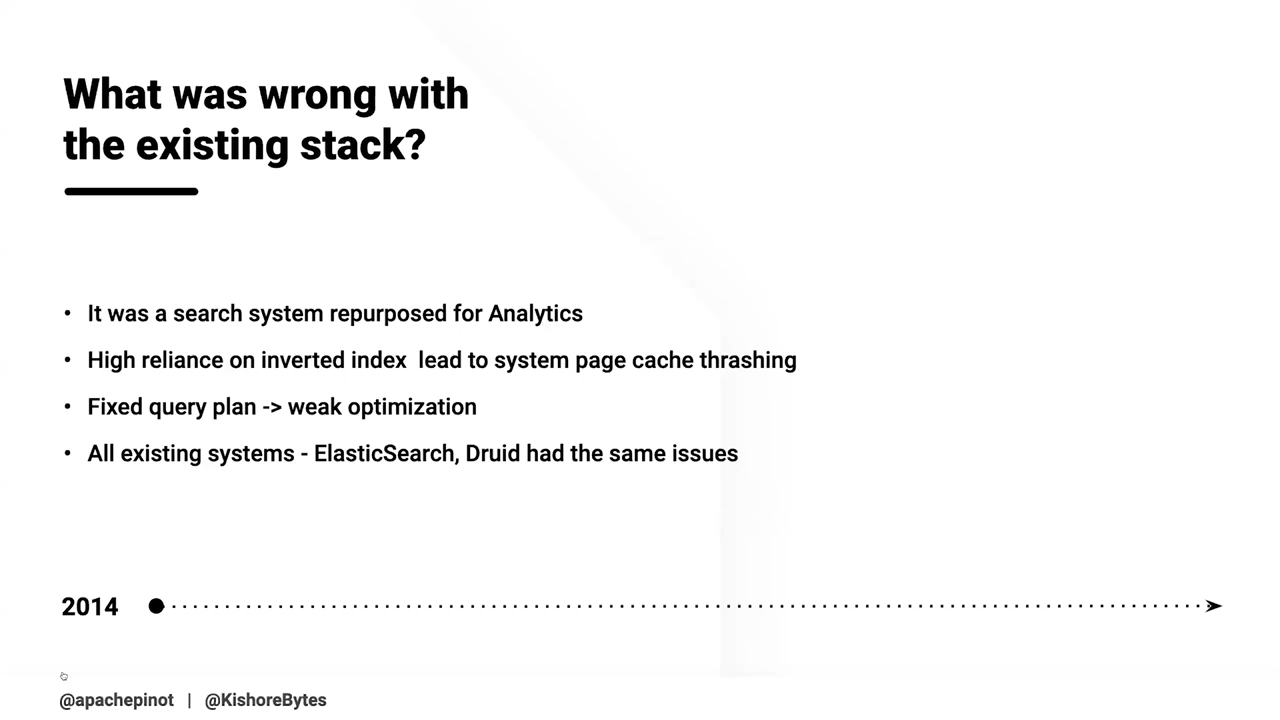 What was wrong with
the existing stack?
• It was a search system repurposed for Analytics
• High reliance on inverted index  lead to system page cache thrashing
• Fixed query plan -> weak optimization
• All existing systems - ElasticSearch, Druid had the same issues
2014
@apachepinot | @KishoreBytes